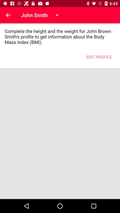 4:43
John Smith
Complete the height and the weight for John Brown
Smith's profile to get information about the Body
Mass Index (BMI).
EDIT PROFILE